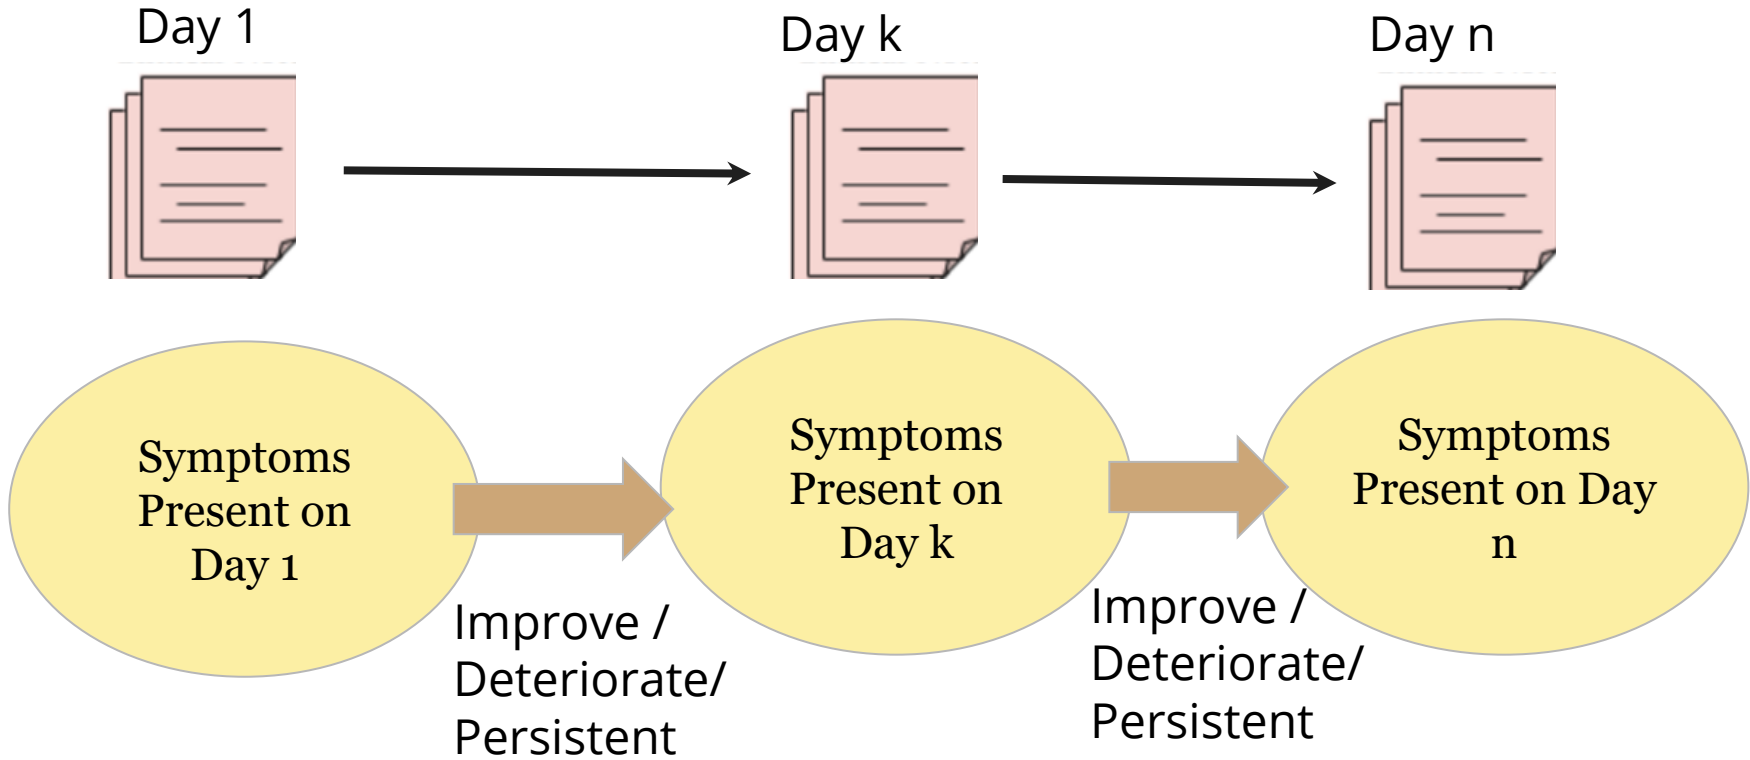 Day 1
Day k
Day n
Symptoms
Present on
Day 1
Symptoms
Present on
Day k
Symptoms
Present on Day
n
Improve /
Deteriorate/
Persistent
Improve /
Deteriorate/
Persistent